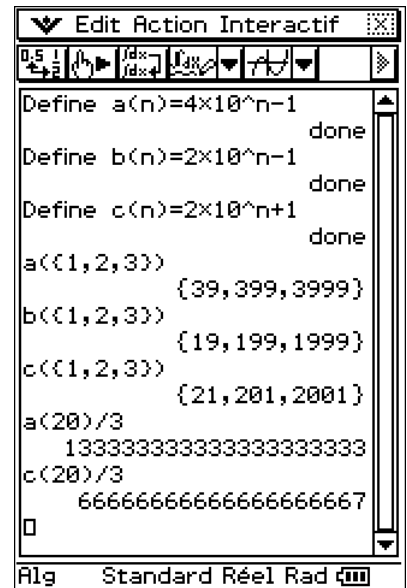 Edit Action Interactif
Define a(n)=4×10^n-1
done
Define b(n)=2×10^n-1
done
Define c(n)=2×10^n+1
done
a({1,2,3})
{39,399,3999}
b({1,2,3})
{19,199,1999}
c({1,2,3})
{21,201,2001}
a(20)/3
133333333333333333333
c(20)/3
66666666666666666667
Alg Standard Réel Rad